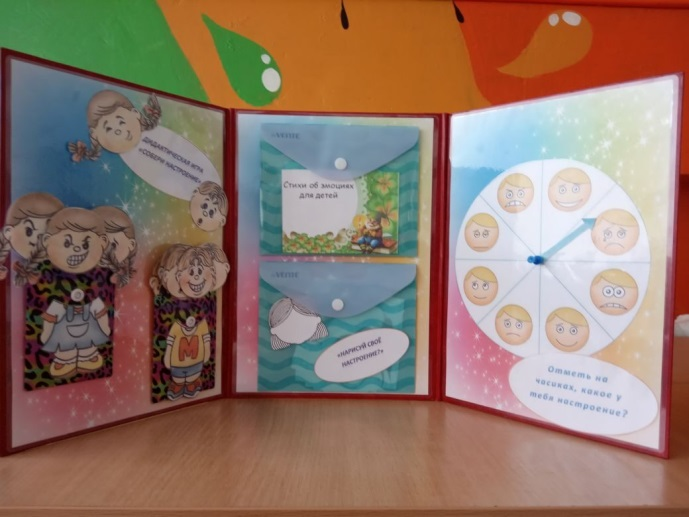 ДИДАКТИЧЕСКАЯ ИГРА
«СОБЕРИ НАСТРОЕНИЕ»
Стихи об эмоциях
для детей
«НАРИСУЙ СВОЁ
НАСТРОЕНИЕ?»
М
Отметь на
часиках, какое у
тебя настроение?